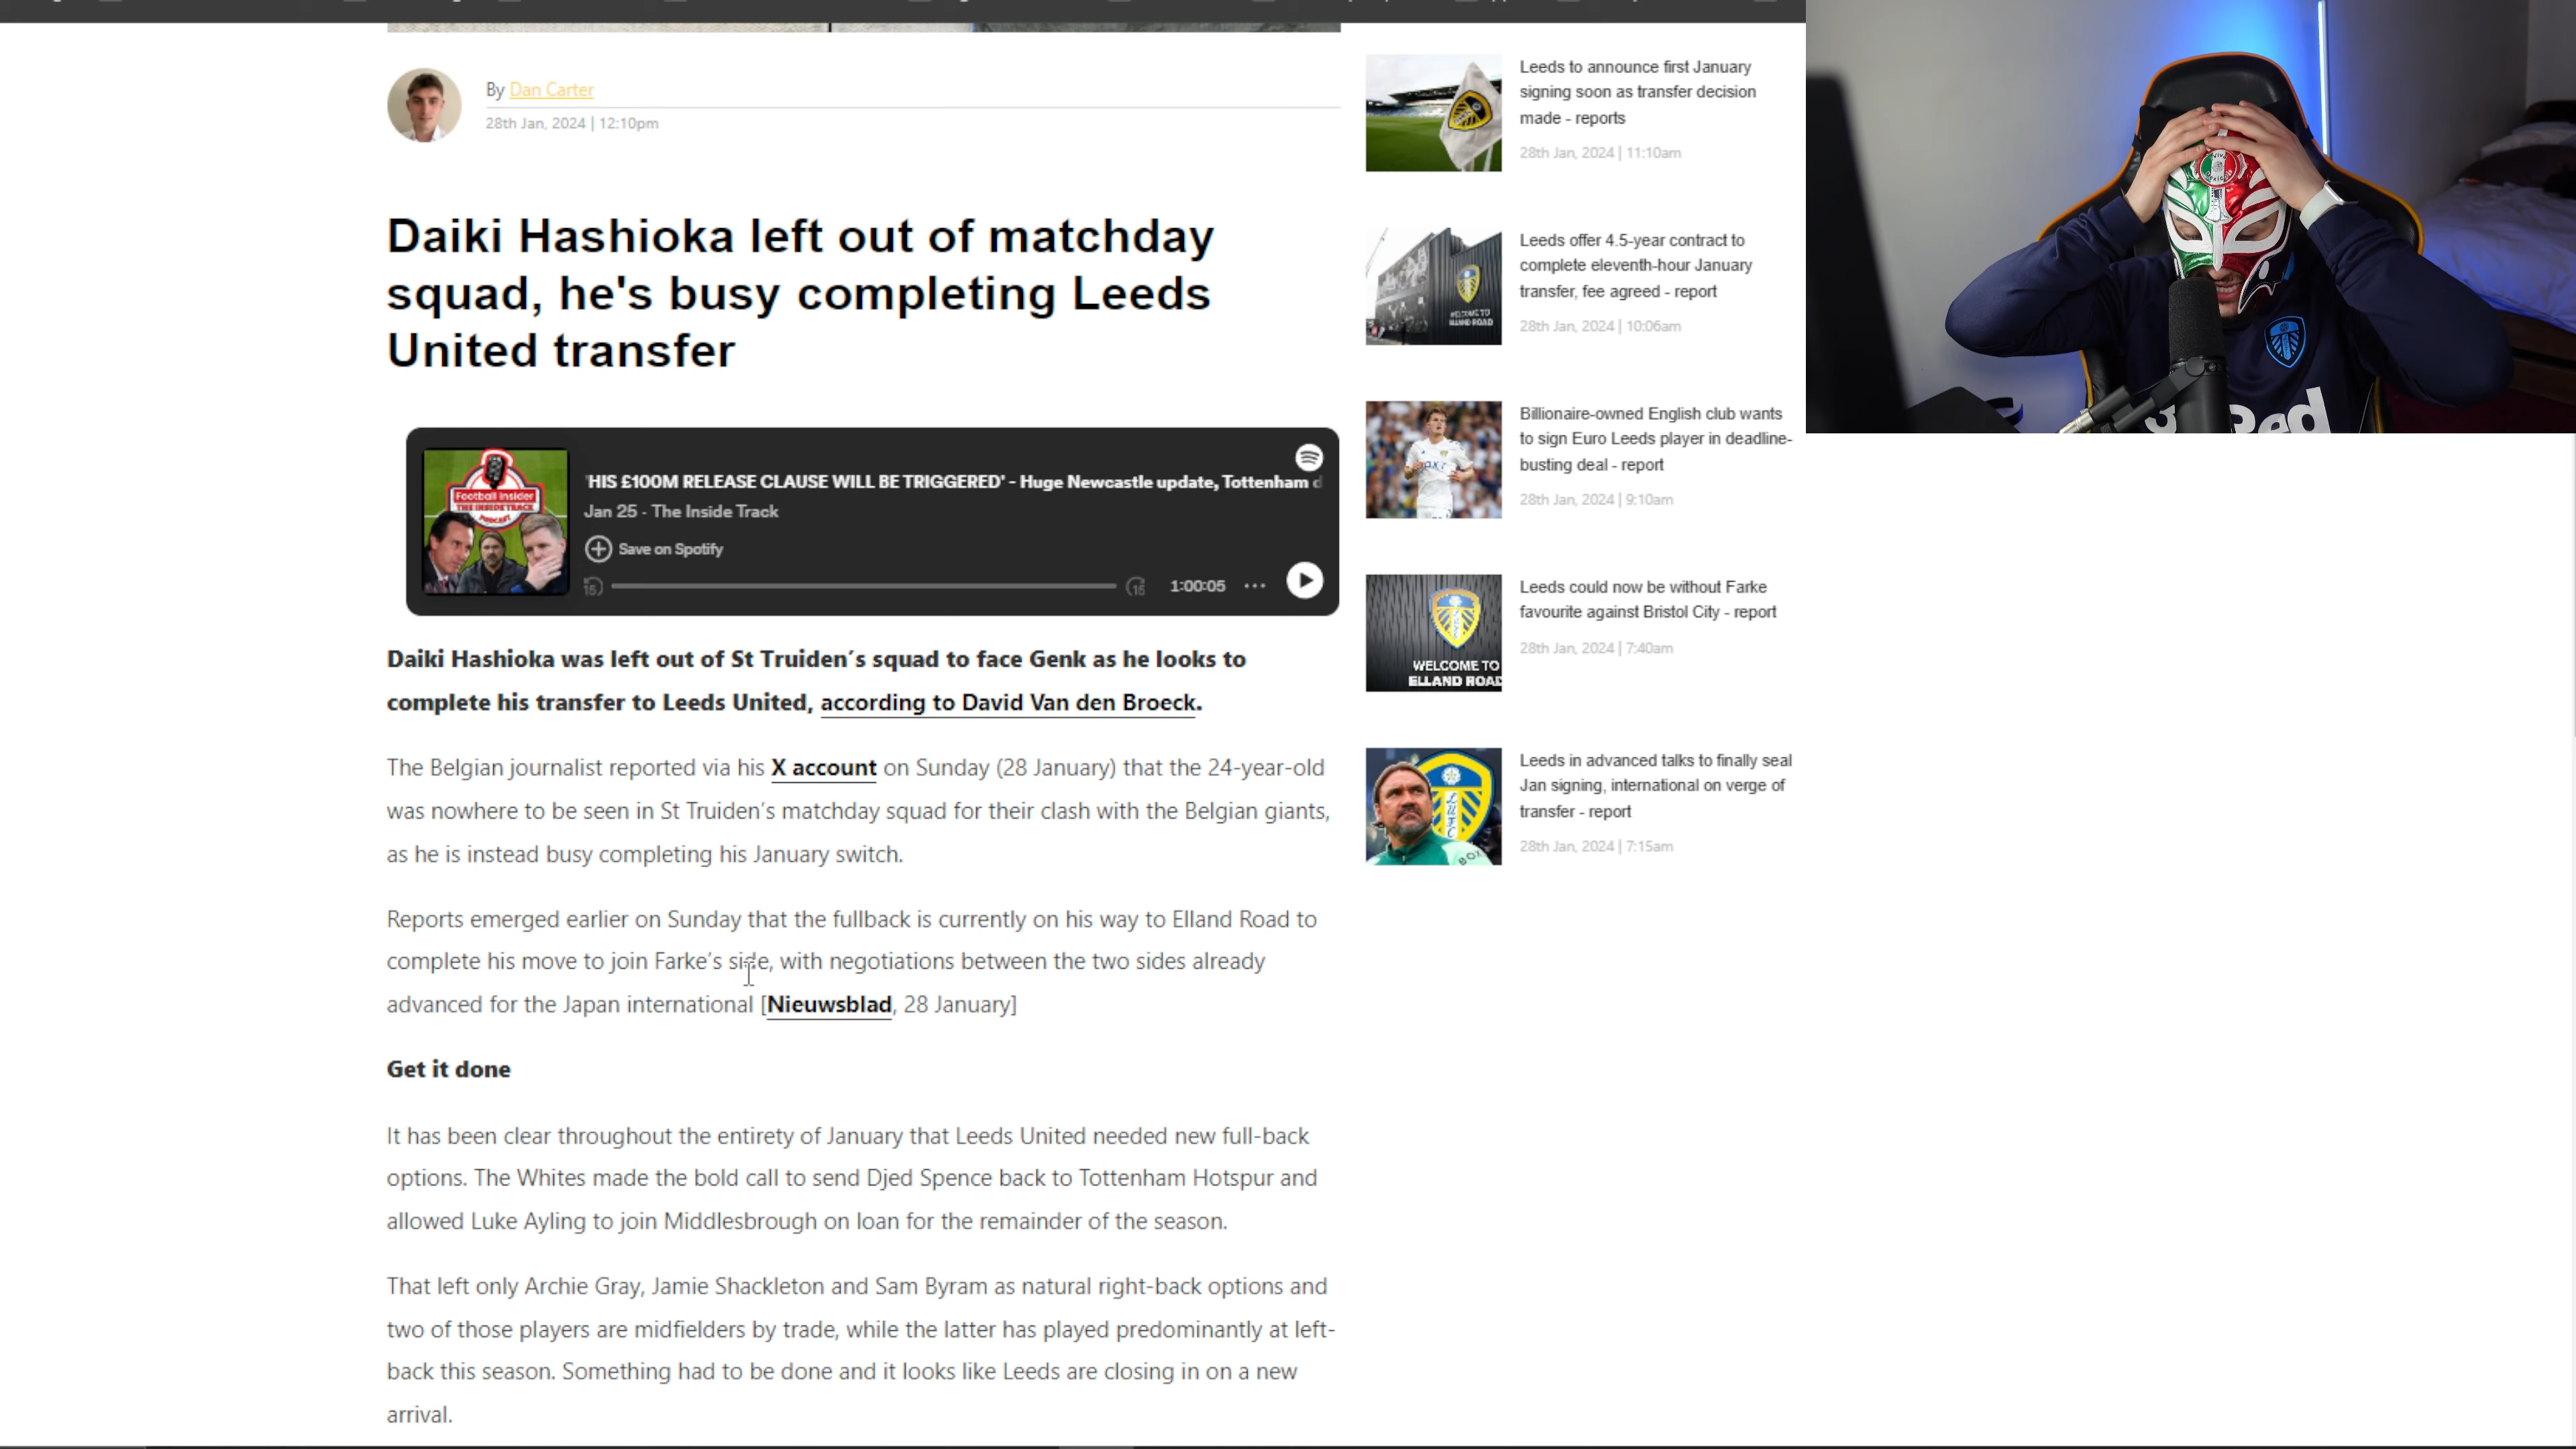 By Dan Carter
28th Jan, 2024 | 12:10pm
Daiki Hashioka left out of matchday
squad, he's busy completing Leeds
United transfer
Football Insider
THE INSIDE TRACK
PODCAST
'HIS £100M RELEASE CLAUSE WILL BE TRIGGERED' - Huge Newcastle update, Tottenham d
Jan 25 - The Inside Track
Save on Spotify
15
15
1:00:05
Daiki Hashioka was left out of St Truiden´s squad to face Genk as he looks to
complete his transfer to Leeds United, according to David Van den Broeck.
The Belgian journalist reported via his X account on Sunday (28 January) that the 24-year-old
was nowhere to be seen in St Truiden's matchday squad for their clash with the Belgian giants,
as he is instead busy completing his January switch.
Reports emerged earlier on Sunday that the fullback is currently on his way to Elland Road to
complete his move to join Farke's side, with negotiations between the two sides already
advanced for the Japan international [Nieuwsblad, 28 January]
Get it done
It has been clear throughout the entirety of January that Leeds United needed new full-back
options. The Whites made the bold call to send Djed Spence back to Tottenham Hotspur and
allowed Luke Ayling to join Middlesbrough on loan for the remainder of the season.
That left only Archie Gray, Jamie Shackleton and Sam Byram as natural right-back options and
two of those players are midfielders by trade, while the latter has played predominantly at left-
back this season. Something had to be done and it looks like Leeds are closing in on a new
arrival.
Leeds to announce first January
signing soon as transfer decision
made - reports
28th Jan, 2024 | 11:10am
WELCOME TO
ELLAND ROAD
Leeds offer 4.5-year contract to
complete eleventh-hour January
transfer, fee agreed - report
28th Jan, 2024 | 10:06am
Billionaire-owned English club wants
to sign Euro Leeds player in deadline-
busting deal - report
28th Jan, 2024 | 9:10am
WELCOME TO
ELLAND ROAD
Leeds could now be without Farke
favourite against Bristol City - report
28th Jan, 2024 | 7:40am
LUFC
BOX
Leeds in advanced talks to finally seal
Jan signing, international on verge of
transfer - report
28th Jan, 2024 | 7:15am